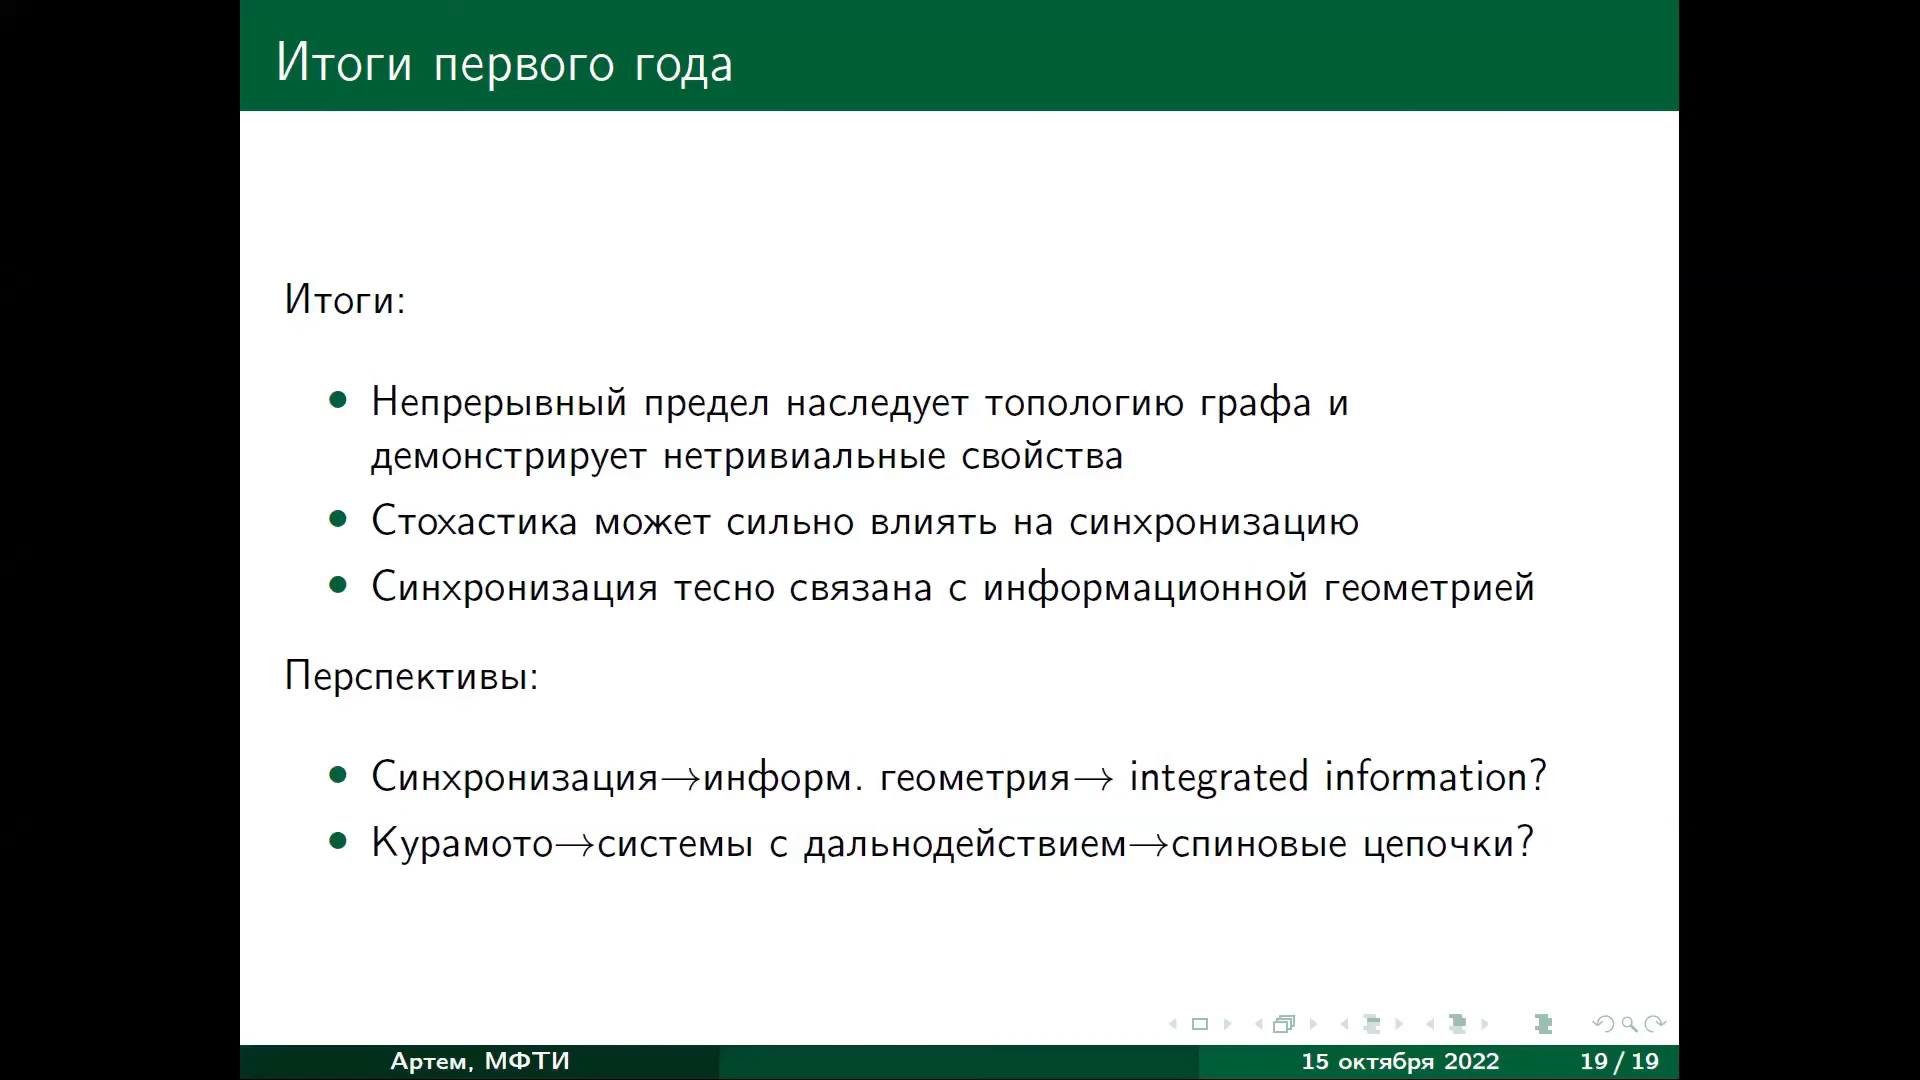 Итоги первого года
Итоги:
• Непрерывный предел наследует топологию графа и
демонстрирует нетривиальные свойства
• Стохастика может сильно влиять на синхронизацию
• Синхронизация тесно связана с информационной геометрией
Перспективы:
• Синхронизация→информ. геометрия→ integrated information?
• Курамото→системы с дальнодействием→спиновые цепочки?
Артем, МФТИ
15 октября 2022
19 / 19